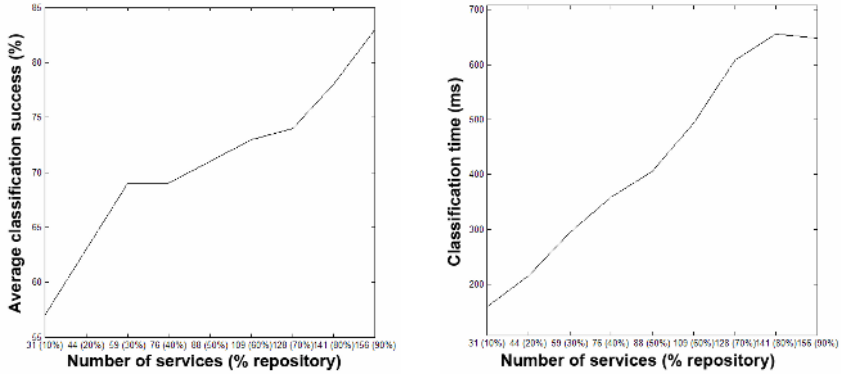 85
80
75
70
65
60
55
Average classification success (%)
31 (10%) 44 (20%) 59 (30%) 76 (40%) 88 (50%) 109 (60%) 128 (70%) 141 (80%) 156 (90%)
Number of services (% repository)
700
600
500
400
300
200
Classification time (ms)
31 (10%) 44 (20%) 59 (30%) 76 (40%) 88 (50%) 109 (60%) 128 (70%) 141 (80%) 156 (90%)
Number of services (% repository)